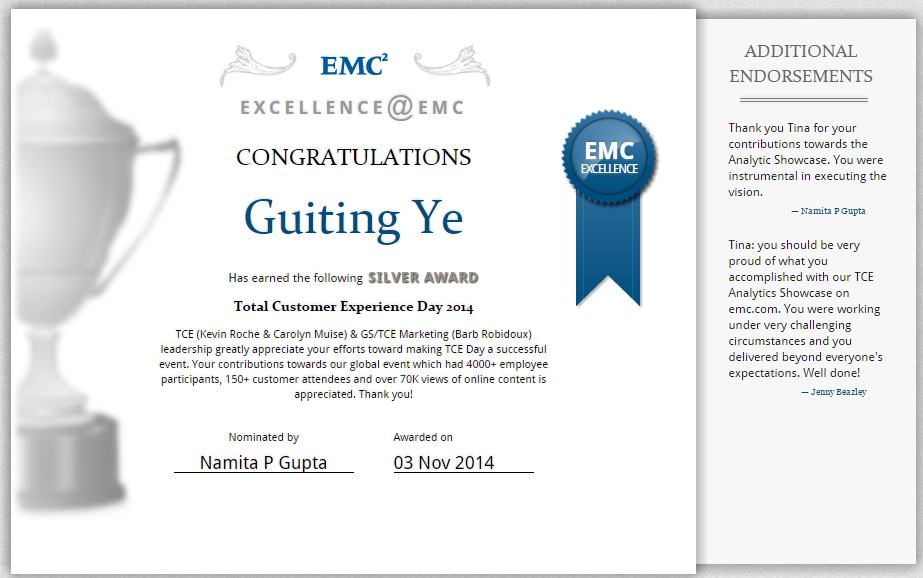 EMC²
EXCELLENCE@EMC
CONGRATULATIONS
Guiting Ye
Has earned the following SILVER AWARD
Total Customer Experience Day 2014
TCE (Kevin Roche & Carolyn Muise) & GS/TCE Marketing (Barb Robidoux)
leadership greatly appreciate your efforts toward making TCE Day a successful
event. Your contributions towards our global event which had 4000+ employee
participants, 150+ customer attendees and over 70K views of online content is
appreciated. Thank you!
Nominated by
Namita P Gupta
Awarded on
03 Nov 2014
EMC
EXCELLENCE
ADDITIONAL
ENDORSEMENTS
Thank you Tina for your
contributions towards the
Analytic Showcase. You were
instrumental in executing the
vision.
— Namita P Gupta
Tina: you should be very
proud of what you
accomplished with our TCE
Analytics Showcase on
emc.com. You were working
under very challenging
circumstances and you
delivered beyond everyone's
expectations. Well done!
— Jenny Beazley